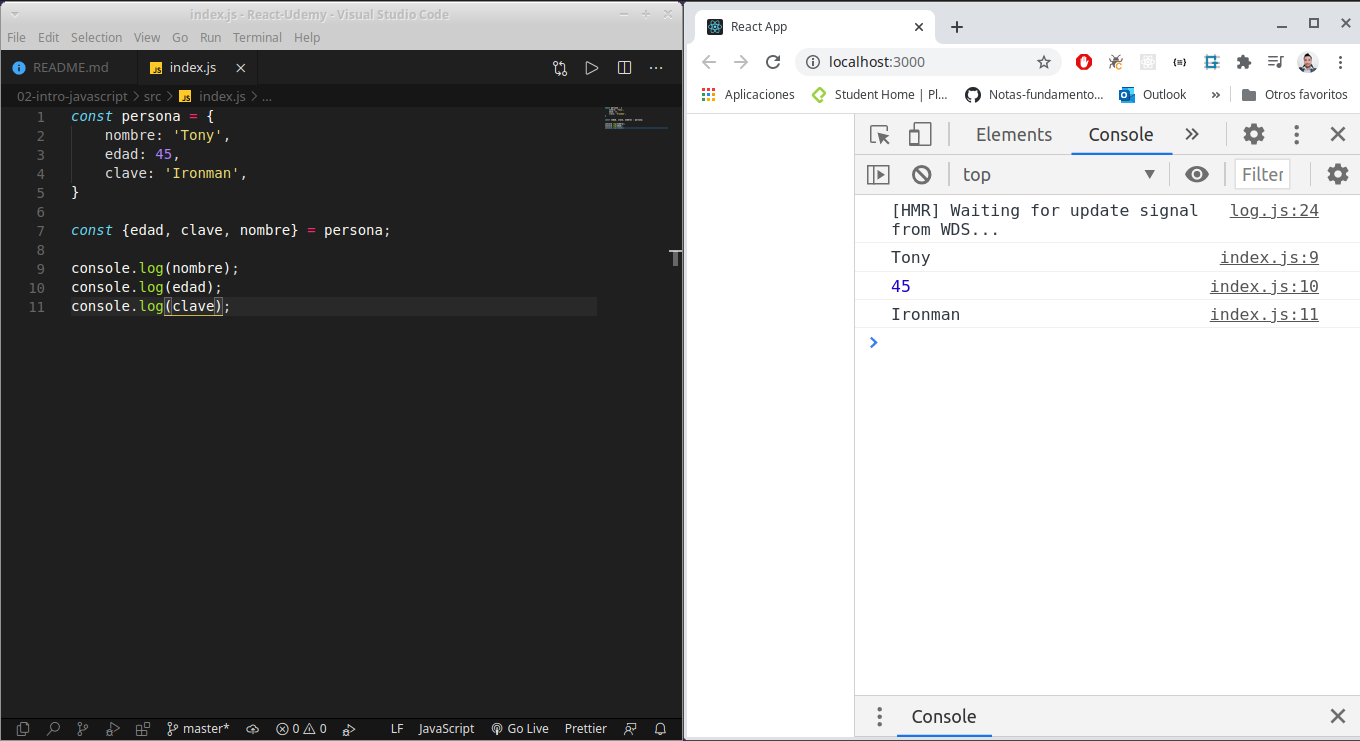 index.js - React-Udemy - Visual Studio Code
File Edit Selection View Go Run Terminal Help
README.md
JS index.js
02-intro-javascript > src > JS index.js > ...
1 const persona = {
2     nombre: 'Tony',
3     edad: 45,
4     clave: 'Ironman',
5 }
6
7 const {edad, clave, nombre} = persona;
8
9 console.log(nombre);
10 console.log(edad);
11 console.log(clave);
master* 0 0 LF JavaScript Go Live Prettier
React App
localhost:3000
Aplicaciones Student Home | Pl... Notas-fundamento... Outlook » Otros favoritos
Elements Console
top Filter
[HMR] Waiting for update signal log.js:24
from WDS...
Tony index.js:9
45 index.js:10
Ironman index.js:11
Console